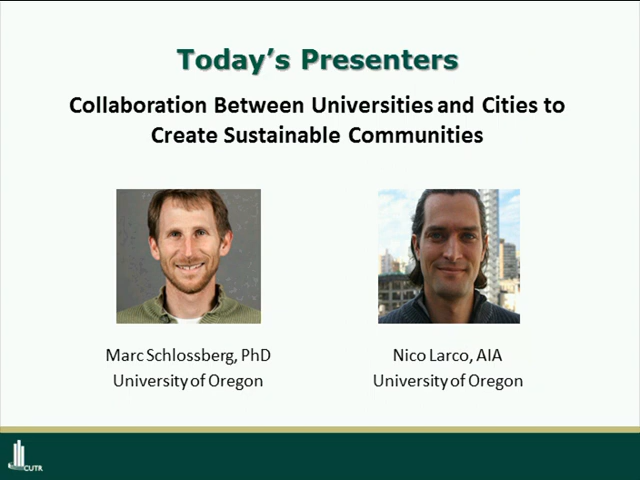 Today's Presenters
Collaboration Between Universities and Cities to
Create Sustainable Communities
Marc Schlossberg, PhD
University of Oregon
Nico Larco, AIA
University of Oregon
CUTR